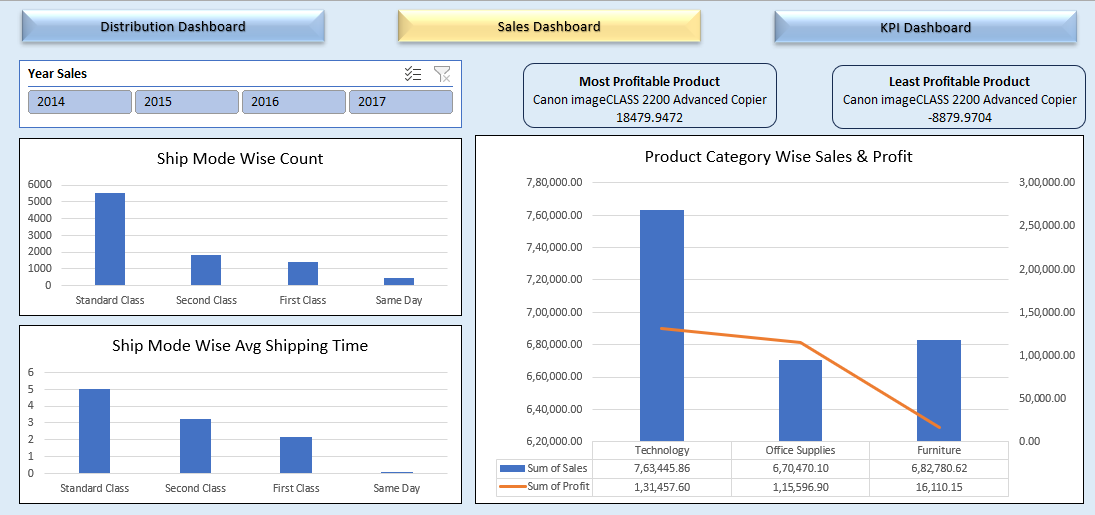 Distribution Dashboard
Sales Dashboard
KPI Dashboard
Year Sales
2014 2015 2016 2017
Most Profitable Product
Canon imageCLASS 2200 Advanced Copier
18479.9472
Least Profitable Product
Canon imageCLASS 2200 Advanced Copier
-8879.9704
Ship Mode Wise Count
6000
5000
4000
3000
2000
1000
0
Standard Class Second Class First Class Same Day
Ship Mode Wise Avg Shipping Time
6
5
4
3
2
1
0
Standard Class Second Class First Class Same Day
Product Category Wise Sales & Profit
7,80,000.00
7,60,000.00
7,40,000.00
7,20,000.00
7,00,000.00
6,80,000.00
6,60,000.00
6,40,000.00
6,20,000.00
3,00,000.00
2,50,000.00
2,00,000.00
1,50,000.00
1,00,000.00
50,000.00
0.00
Technology Office Supplies Furniture
Sum of Sales 7,63,445.86 6,70,470.10 6,82,780.62
Sum of Profit 1,31,457.60 1,15,596.90 16,110.15